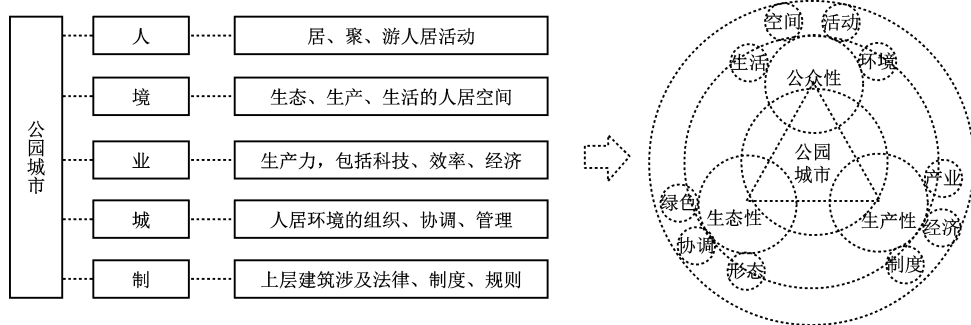 公园城市
人
居、聚、游人居活动
境
生态、生产、生活的人居空间
业
生产力，包括科技、效率、经济
城
人居环境的组织、协调、管理
制
上层建筑涉及法律、制度、规则
空间
活动
生活
环境
公众性
公园
城市
产业
绿色
生态性
生产性
经济
协调
形态
制度